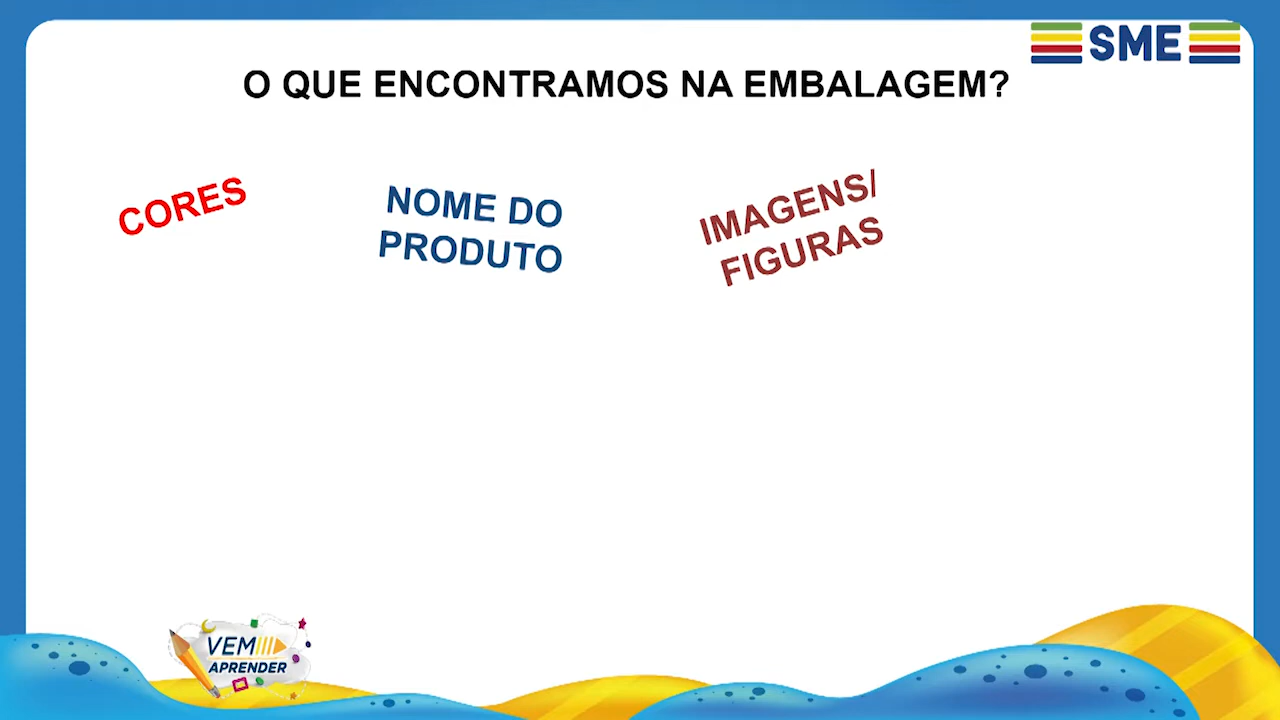 SME
O QUE ENCONTRAMOS NA EMBALAGEM?
CORES
NOME DO
PRODUTO
IMAGENS/
FIGURAS
VEM
APRENDER